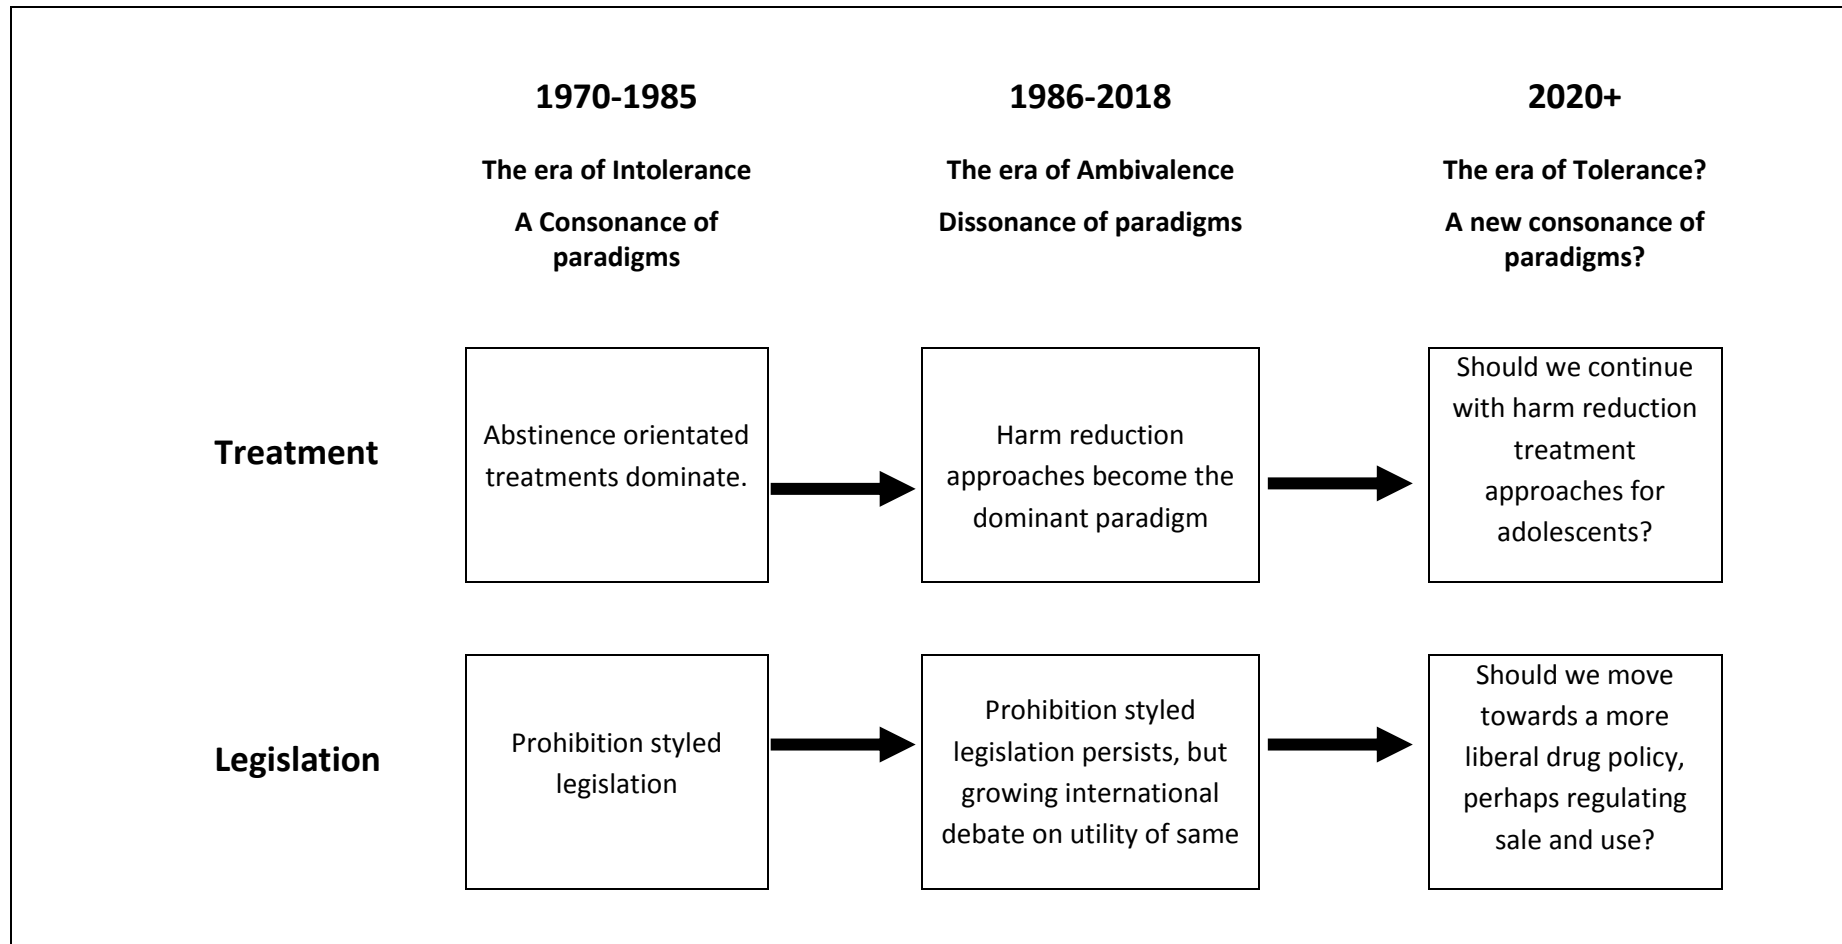 1970-1985
1986-2018
2020+
The era of Intolerance
The era of Ambivalence
The era of Tolerance?
A Consonance of
paradigms
Dissonance of paradigms
A new consonance of
paradigms?
Treatment
Abstinence orientated
treatments dominate.
Harm reduction
approaches become the
dominant paradigm
Should we continue
with harm reduction
treatment
approaches for
adolescents?
Legislation
Prohibition styled
legislation
Prohibition styled
legislation persists, but
growing international
debate on utility of same
Should we move
towards a more
liberal drug policy,
perhaps regulating
sale and use?